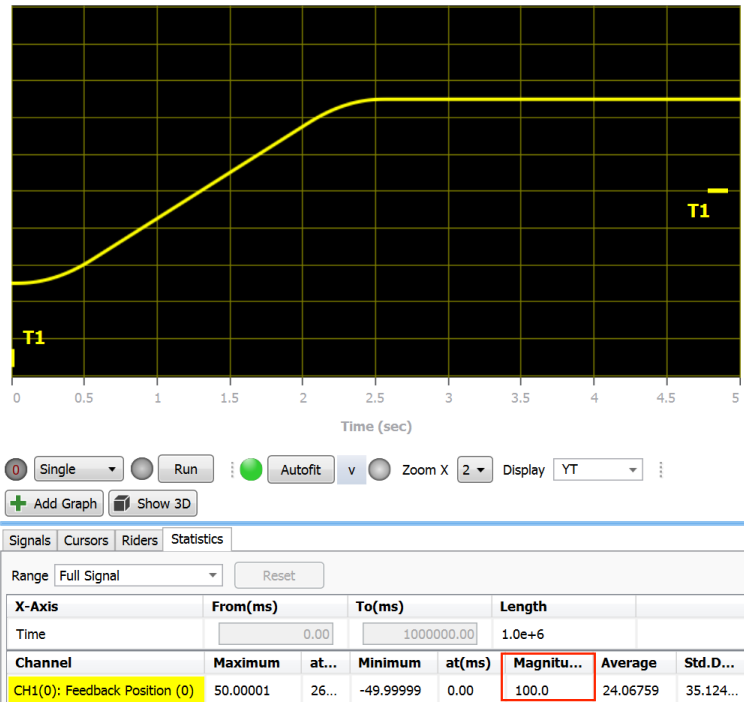 T1
T1
0 0.5 1 1.5 2 2.5 3 3.5 4 4.5 5
Time (sec)
0 Single Run Autofit v Zoom X 2 Display YT
Add Graph Show 3D
Signals Cursors Riders Statistics
Range Full Signal Reset
X-Axis From(ms) To(ms) Length
Time 0.00 1000000.00 1.0e+6
Channel Maximum at... Minimum at(ms) Magnitu... Average Std.D...
CH1(0): Feedback Position (0) 50.00001 26... -49.99999 0.00 100.0 24.06759 35.124...